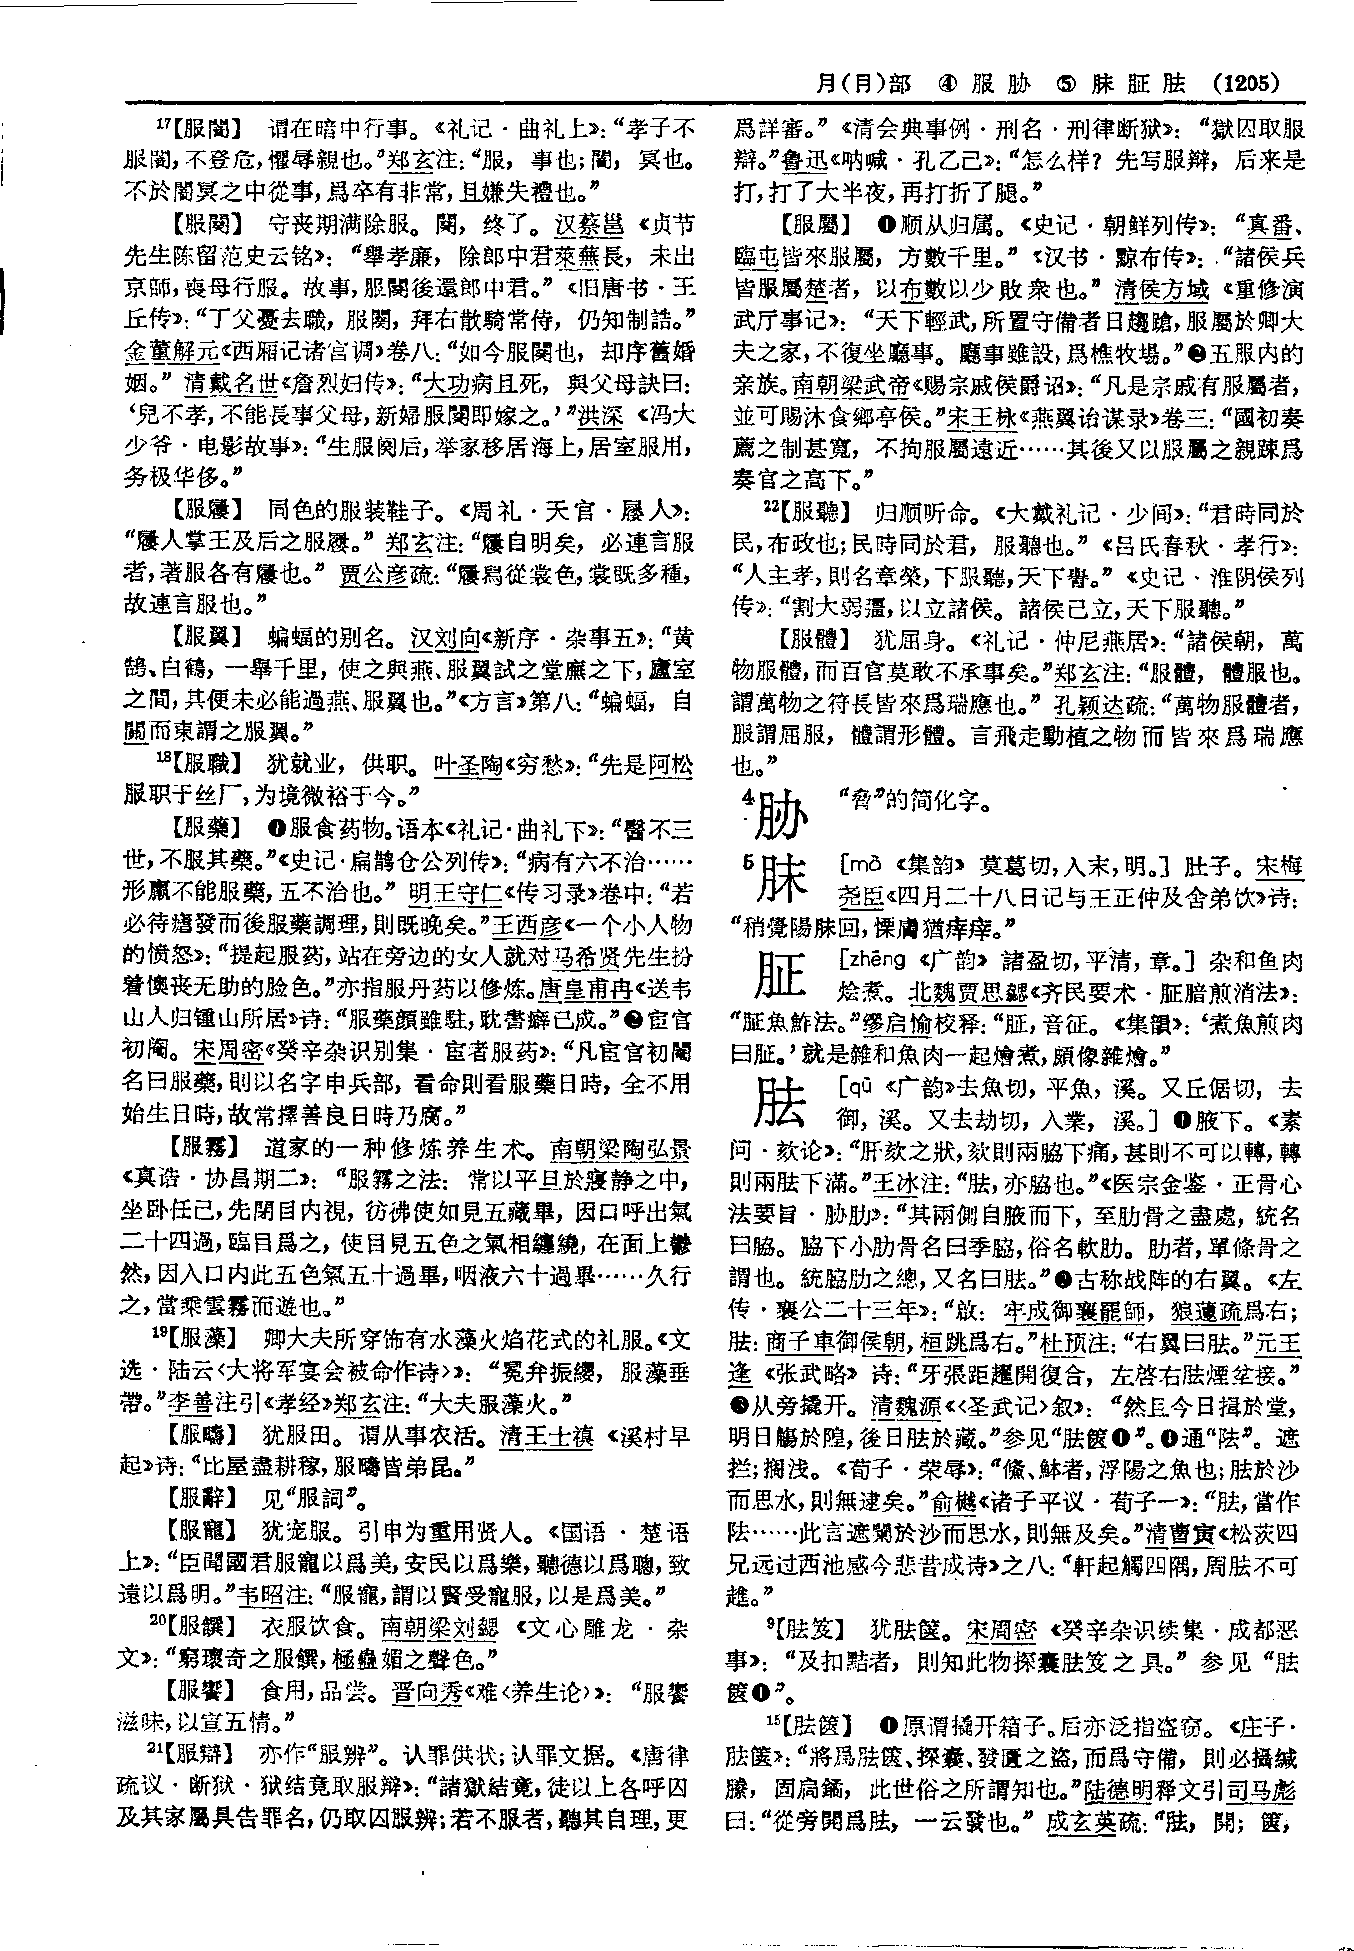 月(月)部 ④ 服 胁 ⑤ 胨 胨 胠 (1205)
17【服闇】 谓在暗中行事。《礼记·曲礼上》：“孝子不
服闇，不登危，懼辱親也。”郑玄注：“服，事也；闇，冥也。
不於闇冥之中從事，爲卒有非常，且嫌失禮也。”
【服闋】 守丧期满除服。闋，终了。汉蔡邕《贞节
先生陈留范史云铭》：“舉孝廉，除郎中君萊蕪長，未出
京師，喪母行服。故事，服闋後還郎中君。”《旧唐书·王
丘传》：“丁父憂去職，服闋，拜右散騎常侍，仍知制誥。”
金董解元《西厢记诸宫调》卷八：“如今服闋也，却序舊婚
姻。”清戴名世《詹烈妇传》：“大功病且死，與父母訣曰：
‘兒不孝，不能長事父母，新婦服闋即嫁之。’”洪深《冯大
少爷·电影故事》：“生服阕后，举家移居海上，居室服用，
务极华侈。”
【服屨】 同色的服装鞋子。《周礼·天官·屦人》：
“屨人掌王及后之服屨。”郑玄注：“屨自明矣，必連言服
者，著服各有屨也。”贾公彦疏：“屨舄從裳色，裳既多種，
故連言服也。”
【服翼】 蝙蝠的别名。汉刘向《新序·杂事五》：“黄
鹄、白鶴，一舉千里，使之與燕、服翼試之堂廡之下，廬室
之間，其便未必能過燕、服翼也。”《方言》第八：“蝙蝠，自
關而東謂之服翼。”
18【服職】 犹就业，供职。叶圣陶《穷愁》：“先是阿松
服职于丝厂，为境微裕于今。”
【服藥】 ❶服食药物。语本《礼记·曲礼下》：“醫不三
世，不服其藥。”《史记·扁鹊仓公列传》：“病有六不治……
形羸不能服藥，五不治也。”明王守仁《传习录》卷中：“若
必待瘧發而後服藥調理，則既晚矣。”王西彦《一个小人物
的愤怒》：“提起服药，站在旁边的女人就对马希贤先生扮
着懊丧无助的脸色。”亦指服丹药以修炼。唐皇甫冉《送韦
山人归锺山所居》诗：“服藥顔雖駐，耽書癖已成。”❷宦官
初阉。宋周密《癸辛杂识别集·宦者服药》：“凡宦官初閹
名曰服藥，則以名字申兵部，看命則看服藥日時，全不用
始生日時，故常擇善良日時乃腐。”
【服霧】 道家的一种修炼养生术。南朝梁陶弘景
《真诰·协昌期二》：“服霧之法：常以平旦於寢静之中，
坐卧任己，先閉目内視，彷彿使如見五藏畢，因口呼出氣
二十四過，臨目爲之，使目見五色之氣相纏繞，在面上鬱
然，因入口内此五色氣五十過畢，咽液六十過畢……久行
之，當乘雲霧而遊也。”
19【服藻】 卿大夫所穿饰有水藻火焰花式的礼服。《文
选·陆云〈大将军宴会被命作诗〉》：“冕弁振纓，服藻垂
帶。”李善注引《孝经》郑玄注：“大夫服藻火。”
【服疇】 犹服田。谓从事农活。清王士禛《溪村早
起》诗：“比屋盡耕稼，服疇皆弟昆。”
【服辭】 见“服詞”。
【服寵】 犹宠服。引申为重用贤人。《国语·楚语
上》：“臣聞國君服寵以爲美，安民以爲樂，聽德以爲聰，致
遠以爲明。”韦昭注：“服寵，謂以賢受寵服，以是爲美。”
20【服饌】 衣服饮食。南朝梁刘勰《文心雕龙·杂
文》：“窮瓌奇之服饌，極蠱媚之聲色。”
【服饗】 食用，品尝。晋向秀《难〈养生论〉》：“服饗
滋味，以宣五情。”
21【服辯】 亦作“服辨”。认罪供状；认罪文据。《唐律
疏议·断狱·狱结竟取服辩》：“諸獄結竟，徒以上各呼囚
及其家屬具告罪名，仍取囚服辨；若不服者，聽其自理，更
爲詳審。”《清会典事例·刑名·刑律断狱》：“獄囚取服
辯。”鲁迅《呐喊·孔乙己》：“怎么样？先写服辩，后来是
打，打了大半夜，再打折了腿。”
【服屬】 ❶顺从归属。《史记·朝鲜列传》：“真番、
臨屯皆來服屬，方數千里。”《汉书·黥布传》：“諸侯兵
皆服屬楚者，以布數以少敗衆也。”清侯方域《重修演
武厅事记》：“天下輕武，所置守備者日趨蹌，服屬於卿大
夫之家，不復坐廳事。廳事雖設，爲樵牧場。”❷五服内的
亲族。南朝梁武帝《赐宗戚侯爵诏》：“凡是宗戚有服屬者，
並可賜沐食鄉亭侯。”宋王栐《燕翼诒谋录》卷三：“國初奏
薦之制甚寬，不拘服屬遠近……其後又以服屬之親踈爲
奏官之高下。”
22【服聽】 归顺听命。《大戴礼记·少间》：“君時同於
民，布政也；民時同於君，服聽也。”《吕氏春秋·孝行》：
“人主孝，則名章榮，下服聽，天下譽。”《史记·淮阴侯列
传》：“割大弱彊，以立諸侯。諸侯已立，天下服聽。”
【服體】 犹屈身。《礼记·仲尼燕居》：“諸侯朝，萬
物服體，而百官莫敢不承事矣。”郑玄注：“服體，體服也。
謂萬物之符長皆來爲瑞應也。”孔颖达疏：“萬物服體者，
服謂屈服，體謂形體。言飛走動植之物而皆來爲瑞應
也。”
4 胁 “脅”的简化字。
5 䏞 [mò 《集韵》莫葛切，入末，明。] 肚子。宋梅
尧臣《四月二十八日记与王正仲及舍弟饮》诗：
“稍覺陽䏞回，慄膚猶痒痒。”
䏕 [zhēng 《广韵》諸盈切，平清，章。] 杂和鱼肉
烩煮。北魏贾思勰《齐民要术·䏕腤煎消法》：
“䏕魚鮓法。”缪启愉校释：“䏕，音征。《集韻》：‘煮魚煎肉
曰䏕。’就是雜和魚肉一起燴煮，頗像雜燴。”
胠 [qū 《广韵》去魚切，平魚，溪。又丘倨切，去
御，溪。又去劫切，入業，溪。] ❶腋下。《素
问·欬论》：“肝欬之狀，欬則兩脇下痛，甚則不可以轉，轉
則兩胠下滿。”王冰注：“胠，亦脇也。”《医宗金鉴·正骨心
法要旨·胁肋》：“其兩側自腋而下，至肋骨之盡處，統名
曰脇。脇下小肋骨名曰季脇，俗名軟肋。肋者，單條骨之
謂也。統脇肋之總，又名曰胠。”❷古称战阵的右翼。《左
传·襄公二十三年》：“啟：牢成御襄罷師，狼蘧疏爲右；
胠：商子車御侯朝，桓跳爲右。”杜预注：“右翼曰胠。”元王
逢《张武略》诗：“牙張距趯開復合，左啓右胠煙坌接。”
❸从旁撬开。清魏源《〈圣武记〉叙》：“然且今日揖於堂，
明日觴於隍，後日胠於藏。”参见“胠篋❶”。❹通“阹”。遮
拦；搁浅。《荀子·荣辱》：“鯈、䱁者，浮陽之魚也；胠於沙
而思水，則無逮矣。”俞樾《诸子平议·荀子一》：“胠，當作
阹……此言遮闌於沙而思水，則無及矣。”清曹寅《松茨四
兄远过西池感今悲昔成诗》之八：“軒起觸四隅，周胠不可
趡。”
9【胠笈】 犹胠篋。宋周密《癸辛杂识续集·成都恶
事》：“及扣黠者，則知此物探囊胠笈之具。”参见“胠
篋❶”。
15【胠篋】 ❶原谓撬开箱子。后亦泛指盗窃。《庄子·
胠篋》：“將爲胠篋、探囊、發匱之盜，而爲守備，則必攝緘
縢，固扃鐍，此世俗之所謂知也。”陆德明释文引司马彪
曰：“從旁開爲胠，一云發也。”成玄英疏：“胠，開；篋，